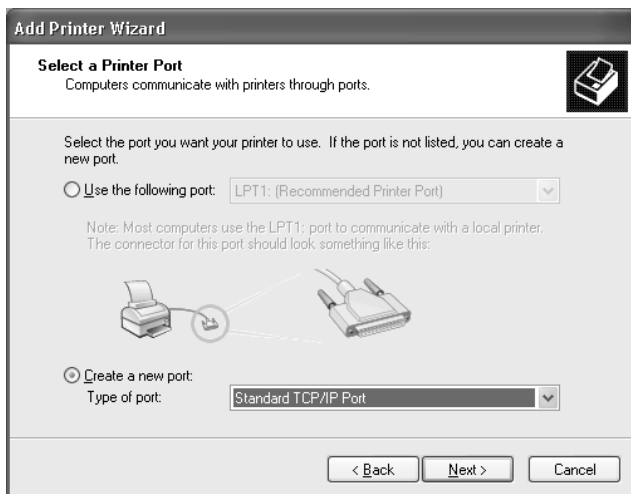 Add Printer Wizard
Select a Printer Port
Computers communicate with printers through ports.
Select the port you want your printer to use. If the port is not listed, you can create a
new port.
Use the following port: LPT1: (Recommended Printer Port)
Note: Most computers use the LPT1: port to communicate with a local printer.
The connector for this port should look something like this:
Create a new port:
Type of port: Standard TCP/IP Port
< Back Next > Cancel